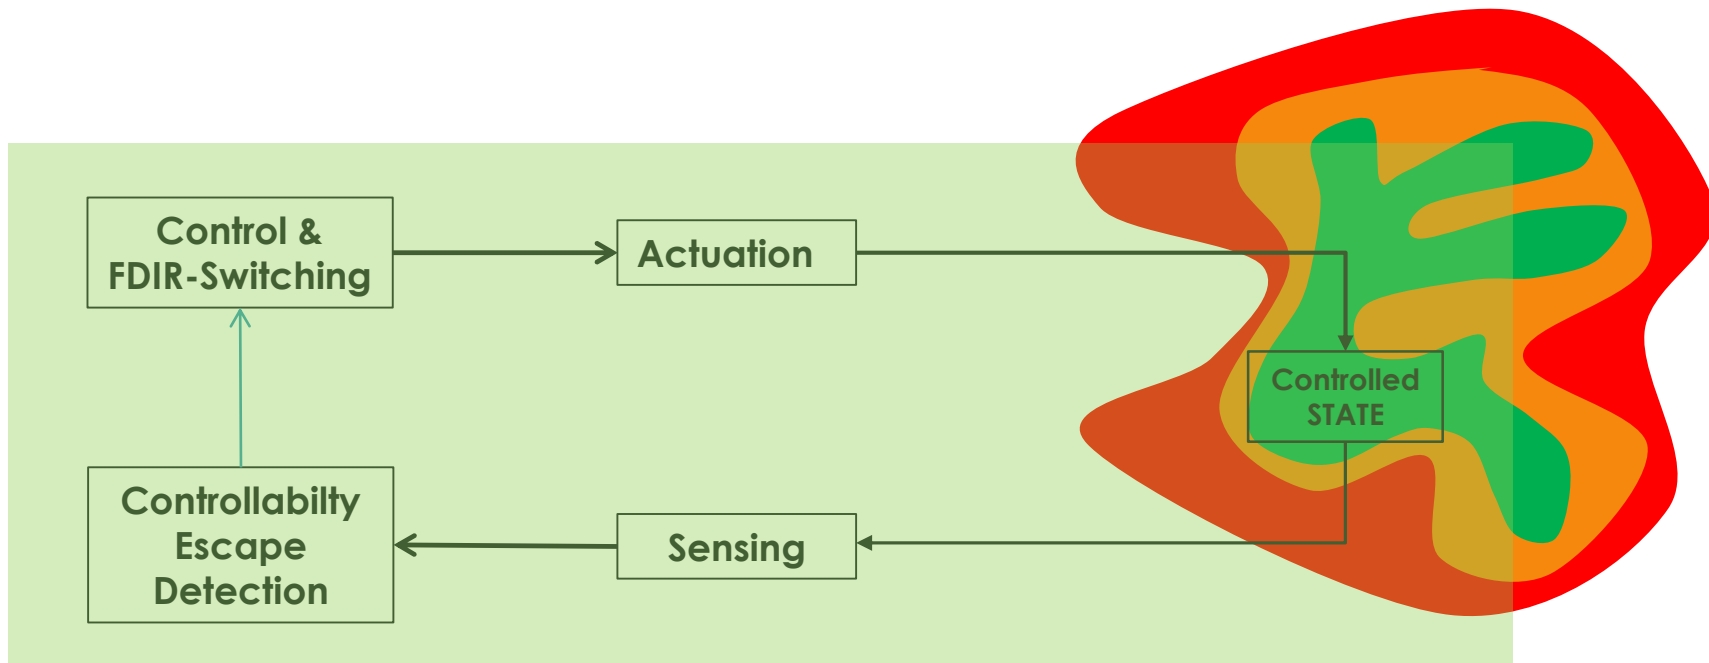 Control &
FDIR-Switching
Actuation
Controlled
STATE
Controllabilty
Escape
Detection
Sensing